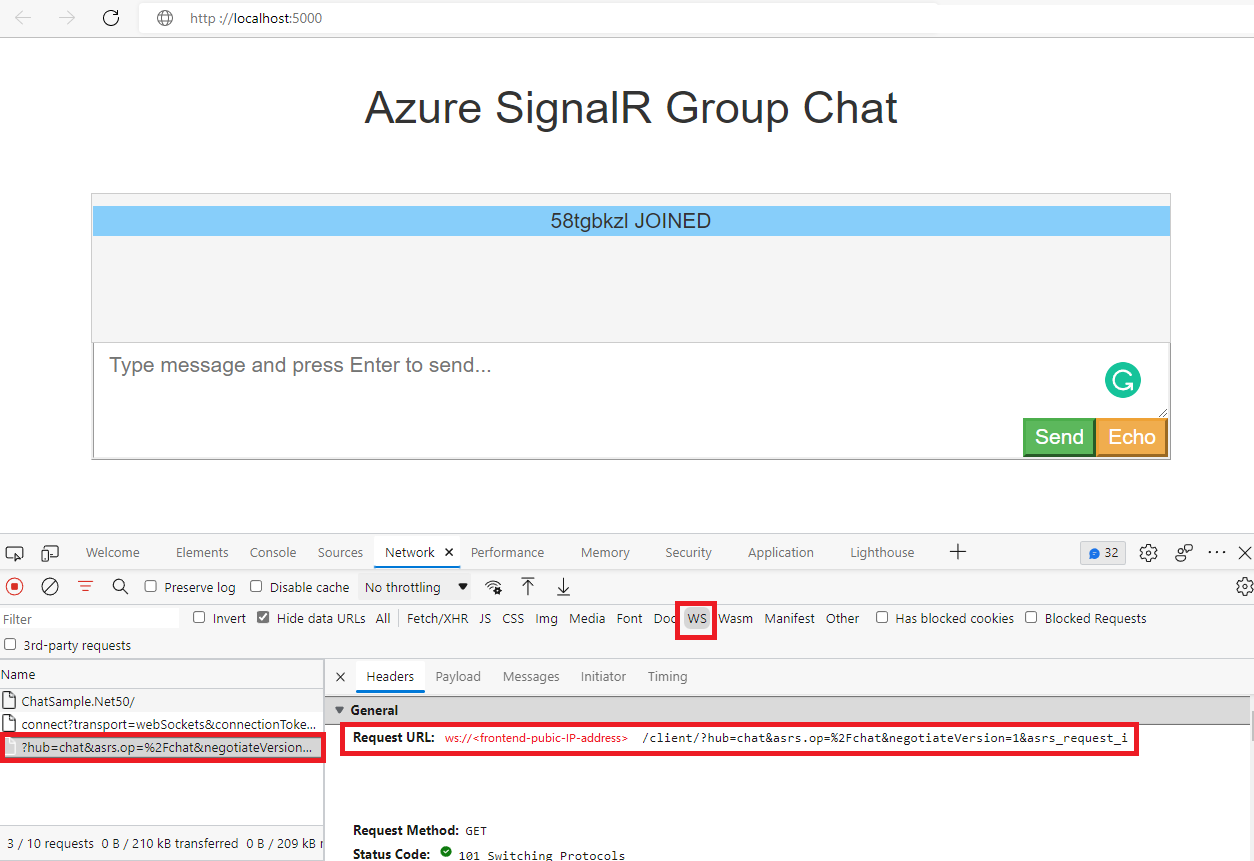 http ://localhost:5000
Azure SignalR Group Chat
58tgbkzl JOINED
Type message and press Enter to send...
G
Send Echo
Welcome Elements Console Sources Network Performance Memory Security Application Lighthouse 32
Preserve log Disable cache No throttling
Filter Invert Hide data URLs All Fetch/XHR JS CSS Img Media Font Doc WS Wasm Manifest Other Has blocked cookies Blocked Requests
3rd-party requests
Name Headers Payload Messages Initiator Timing
ChatSample.Net50/
General
connect?transport=webSockets&connectionToke...
Request URL: ws://<frontend-pubic-IP-address> /client/?hub=chat&asrs.op=%2Fchat&negotiateVersion=1&asrs_request_i
?hub=chat&asrs.op=%2Fchat&negotiateVersion...
Request Method: GET
3 / 10 requests 0 B / 210 kB transferred 0 B / 209 kB r
Status Code: 101 Switching Protocols